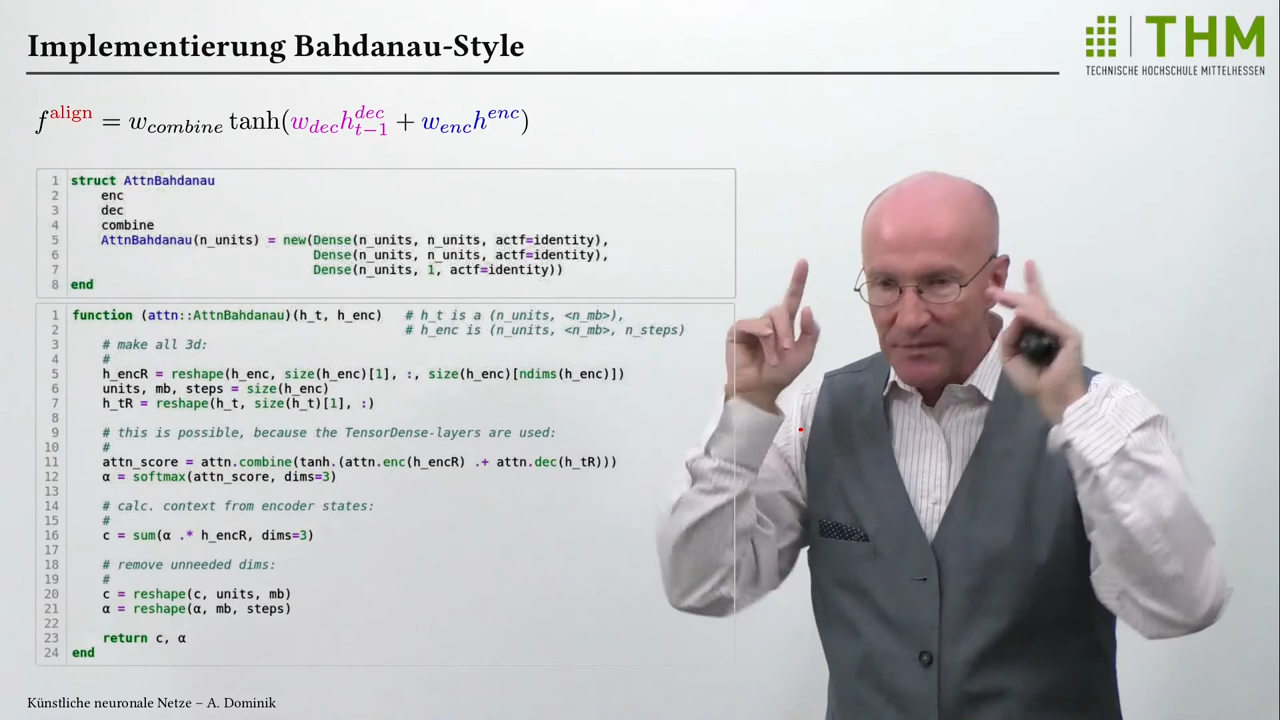 Implementierung Bahdanau-Style
THM
TECHNISCHE HOCHSCHULE MITTELHESSEN
f^align = w_combine tanh(w_dec h_{t−1}^{dec} + w_enc h^{enc})
1 struct AttnBahdanau
2     enc
3     dec
4     combine
5     AttnBahdanau(n_units) = new(Dense(n_units, n_units, actf=identity),
6                                 Dense(n_units, n_units, actf=identity),
7                                 Dense(n_units, 1, actf=identity))
8 end
1 function (attn::AttnBahdanau)(h_t, h_enc)   # h_t is a (n_units, <n_mb>),
2                                             # h_enc is (n_units, <n_mb>, n_steps)
3     # make all 3d:
4     #
5     h_encR = reshape(h_enc, size(h_enc)[1], :, size(h_enc)[ndims(h_enc)])
6     units, mb, steps = size(h_enc)
7     h_tR = reshape(h_t, size(h_t)[1], :)
8
9     # this is possible, because the TensorDense-layers are used:
10     #
11     attn_score = attn.combine(tanh.(attn.enc(h_encR) .+ attn.dec(h_tR)))
12     α = softmax(attn_score, dims=3)
13
14     # calc. context from encoder states:
15     #
16     c = sum(α .* h_encR, dims=3)
17
18     # remove unneeded dims:
19     #
20     c = reshape(c, units, mb)
21     α = reshape(α, mb, steps)
22
23     return c, α
24 end
Künstliche neuronale Netze – A. Dominik